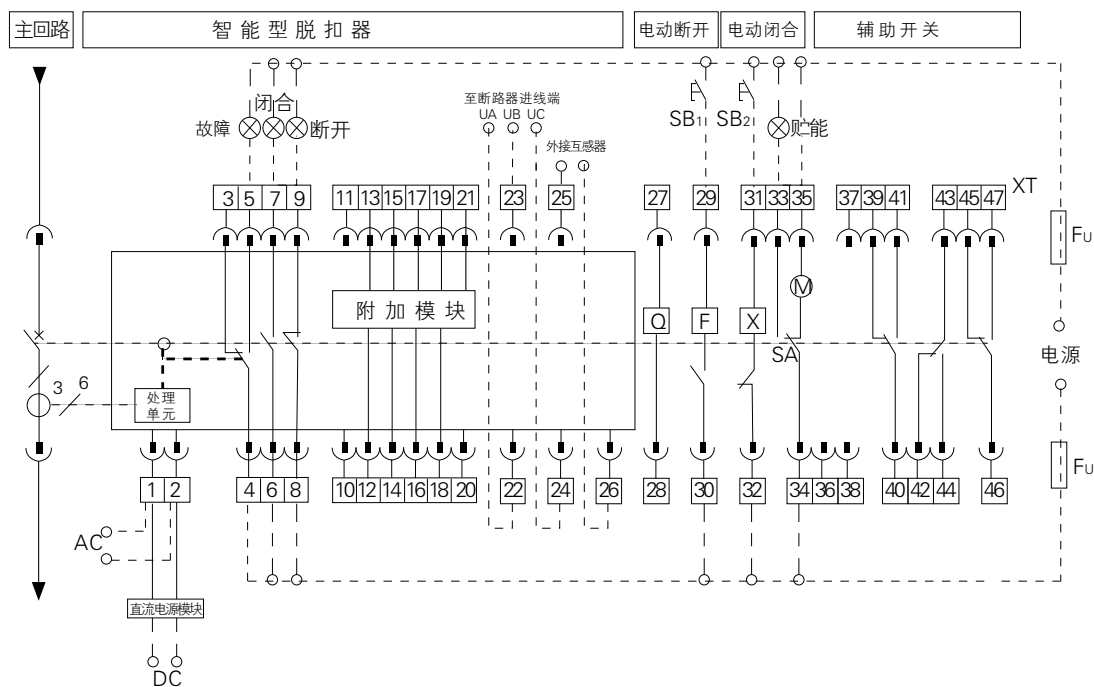 主回路 智能型脱扣器 电动断开 电动闭合 辅助开关
至断路器进线端
闭合 UA UB UC
SB1 SB2
故障 断开 贮能
外接互感器
3 5 7 9 11 13 15 17 19 21 23 25 27 29 31 33 35 37 39 41 43 45 47 XT
FU
M
附加模块 Q F X
SA 电源
3 6
处理
单元
FU
1 2 4 6 8 10 12 14 16 18 20 22 24 26 28 30 32 34 36 38 40 42 44 46
AC
直流电源模块
DC